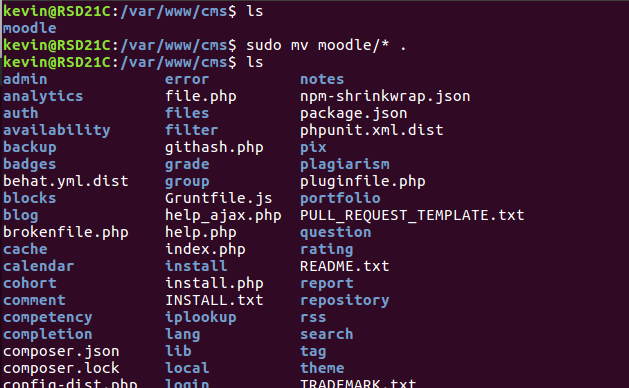 kevin@RSD21C:/var/www/cms$ ls
moodle
kevin@RSD21C:/var/www/cms$ sudo mv moodle/* .
kevin@RSD21C:/var/www/cms$ ls
admin error notes
analytics file.php npm-shrinkwrap.json
auth files package.json
availability filter phpunit.xml.dist
backup githash.php pix
badges grade plagiarism
behat.yml.dist group pluginfile.php
blocks Gruntfile.js portfolio
blog help_ajax.php PULL_REQUEST_TEMPLATE.txt
brokenfile.php help.php question
cache index.php rating
calendar install README.txt
cohort install.php report
comment INSTALL.txt repository
competency iplookup rss
completion lang search
composer.json lib tag
composer.lock local theme
config-dist.php login TRADEMARK.txt